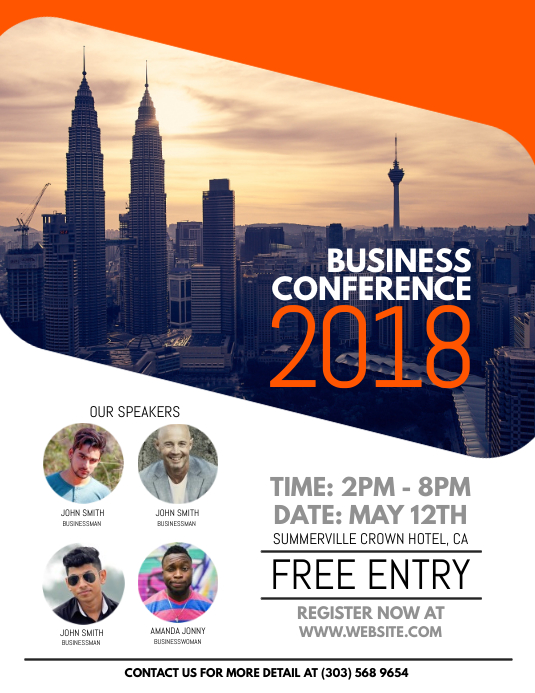 BUSINESS
CONFERENCE
2018
OUR SPEAKERS
JOHN SMITH
BUSINESSMAN
JOHN SMITH
BUSINESSMAN
JOHN SMITH
BUSINESSMAN
AMANDA JONNY
BUSINESSWOMAN
TIME: 2PM - 8PM
DATE: MAY 12TH
SUMMERVILLE CROWN HOTEL, CA
FREE ENTRY
REGISTER NOW AT
WWW.WEBSITE.COM
CONTACT US FOR MORE DETAIL AT (303) 568 9654